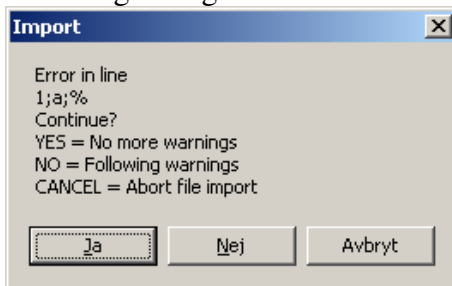 Import
Error in line
1;a;%
Continue?
YES = No more warnings
NO = Following warnings
CANCEL = Abort file import
Ja
Nej
Avbryt